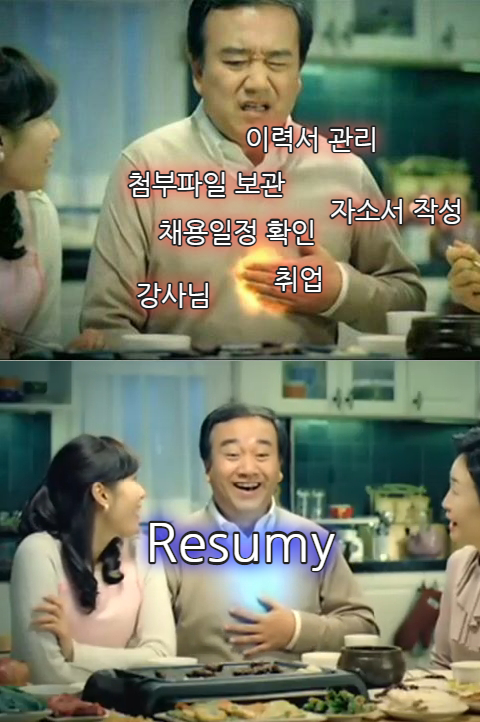 이력서 관리
첨부파일 보관
자소서 작성
채용일정 확인
취업
강사님
Resumy